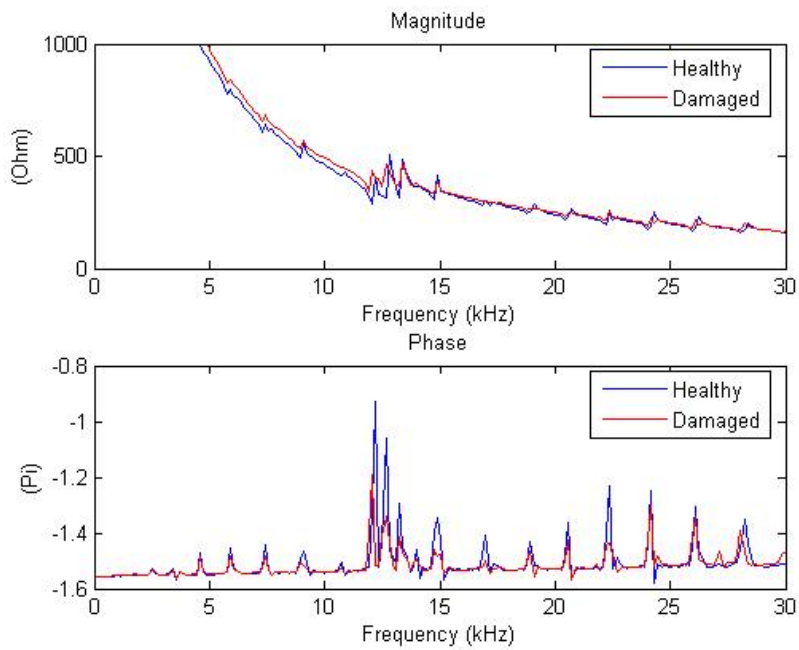 Magnitude
1000
500
0
(Ohm)
Healthy
Damaged
0 5 10 15 20 25 30
Frequency (kHz)
Phase
-0.8
-1
-1.2
-1.4
-1.6
(Pi)
Healthy
Damaged
0 5 10 15 20 25 30
Frequency (kHz)